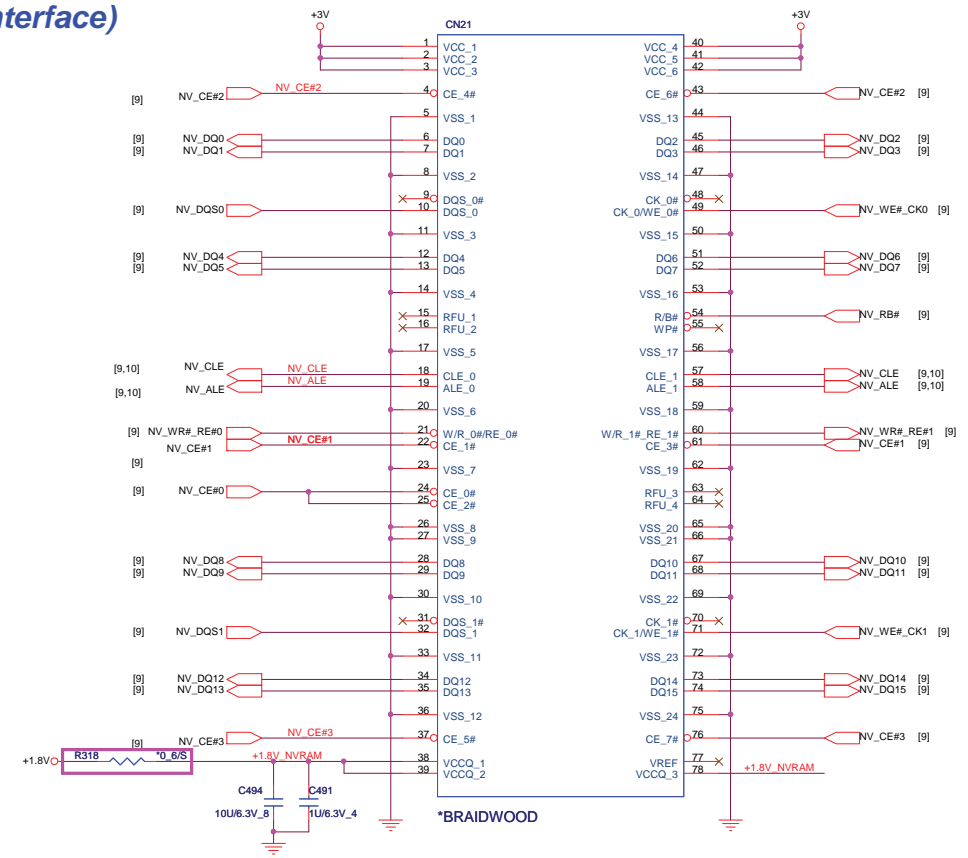 nterface)
+3V +3V
CN21
1 VCC_1 VCC_4 40
2 VCC_2 VCC_5 41
3 VCC_3 VCC_6 42
[9] NV_CE#2 NV_CE#2 4 CE_4# CE_6# 43 NV_CE#2 [9]
5 VSS_1 VSS_13 44
[9] NV_DQ0 6 DQ0 DQ2 45 NV_DQ2 [9]
[9] NV_DQ1 7 DQ1 DQ3 46 NV_DQ3 [9]
8 VSS_2 VSS_14 47
9 DQS_0# CK_0# 48
[9] NV_DQS0 10 DQS_0 CK_0/WE_0# 49 NV_WE#_CK0 [9]
11 VSS_3 VSS_15 50
[9] NV_DQ4 12 DQ4 DQ6 51 NV_DQ6 [9]
[9] NV_DQ5 13 DQ5 DQ7 52 NV_DQ7 [9]
14 VSS_4 VSS_16 53
15 RFU_1 R/B# 54 NV_RB# [9]
16 RFU_2 WP# 55
17 VSS_5 VSS_17 56
[9,10] NV_CLE NV_CLE 18 CLE_0 CLE_1 57 NV_CLE [9,10]
[9,10] NV_ALE NV_ALE 19 ALE_0 ALE_1 58 NV_ALE [9,10]
20 VSS_6 VSS_18 59
[9] NV_WR#_RE#0 21 W/R_0#/RE_0# W/R_1#_RE_1# 60 NV_WR#_RE#1 [9]
NV_CE#1 NV_CE#1 22 CE_1# CE_3# 61 NV_CE#1 [9]
[9] 23 VSS_7 VSS_19 62
[9] NV_CE#0 24 CE_0# RFU_3 63
25 CE_2# RFU_4 64
26 VSS_8 VSS_20 65
27 VSS_9 VSS_21 66
[9] NV_DQ8 28 DQ8 DQ10 67 NV_DQ10 [9]
[9] NV_DQ9 29 DQ9 DQ11 68 NV_DQ11 [9]
30 VSS_10 VSS_22 69
31 DQS_1# CK_1# 70
[9] NV_DQS1 32 DQS_1 CK_1/WE_1# 71 NV_WE#_CK1 [9]
33 VSS_11 VSS_23 72
[9] NV_DQ12 34 DQ12 DQ14 73 NV_DQ14 [9]
[9] NV_DQ13 35 DQ13 DQ15 74 NV_DQ15 [9]
36 VSS_12 VSS_24 75
[9] NV_CE#3 NV_CE#3 37 CE_5# CE_7# 76 NV_CE#3 [9]
+1.8V R318 *0_6/S +1.8V_NVRAM 38 VCCQ_1 VREF 77
39 VCCQ_2 VCCQ_3 78 +1.8V_NVRAM
C494 C491
10U/6.3V_8 1U/6.3V_4
*BRAIDWOOD